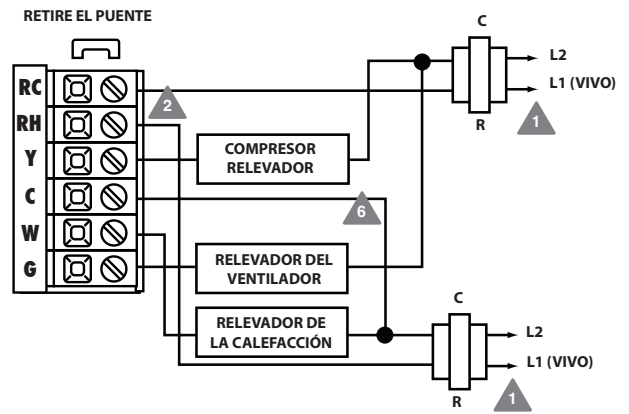 RETIRE EL PUENTE
C
L2
L1 (VIVO)
R
1
RC
2
RH
Y
COMPRESOR
RELEVADOR
C
6
W
G
RELEVADOR DEL
VENTILADOR
RELEVADOR DE
LA CALEFACCIÓN
C
L2
L1 (VIVO)
R
1